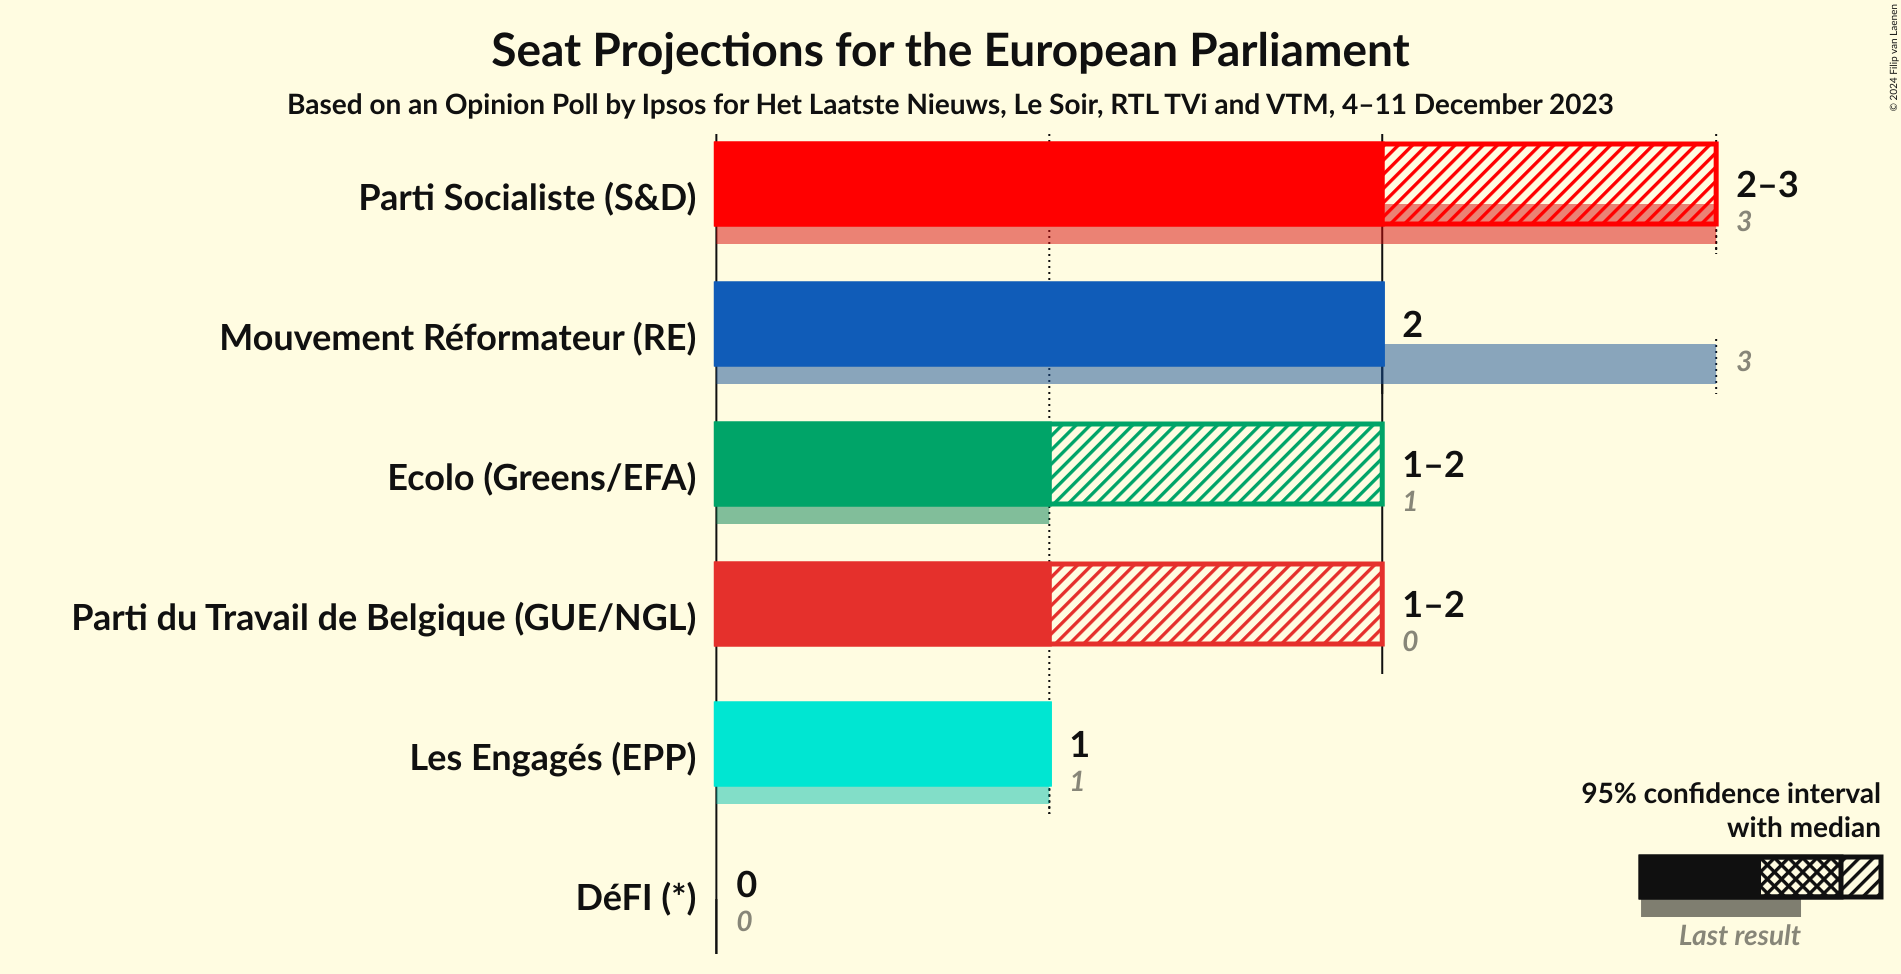 Seat Projections for the European Parliament
Based on an Opinion Poll by Ipsos for Het Laatste Nieuws, Le Soir, RTL TVi and VTM, 4–11 December 2023
© 2024 Filip van Laenen
Parti Socialiste (S&D)
2–3
3
Mouvement Réformateur (RE)
2
3
Ecolo (Greens/EFA)
1–2
1
Parti du Travail de Belgique (GUE/NGL)
1–2
0
Les Engagés (EPP)
1
1
DéFI (*)
0
0
95% confidence interval
with median
Last result